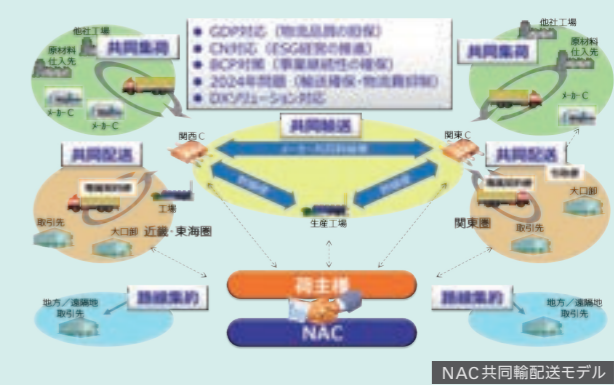 他社工場
原材料
仕入先
共同集荷
メーカーC
メーカーC
● GDP対応（物流品質の担保）
● CN対応（ESG経営の推進）
● BCP対策（事業継続性の確保）
● 2024年問題（輸送確保・物流費抑制）
● DXソリューション対応
他社工場
共同集荷
原材料
仕入先
メーカーC
共同輸送
関西C
関東C
共同配送
共同配送
工場
生産工場
取引先
大口卸
近畿・東海圏
関東圏
取引先
大口卸
荷主様
NAC
路線集約
地方／遠隔地
取引先
路線集約
地方／遠隔地
取引先
NAC共同輸配送モデル